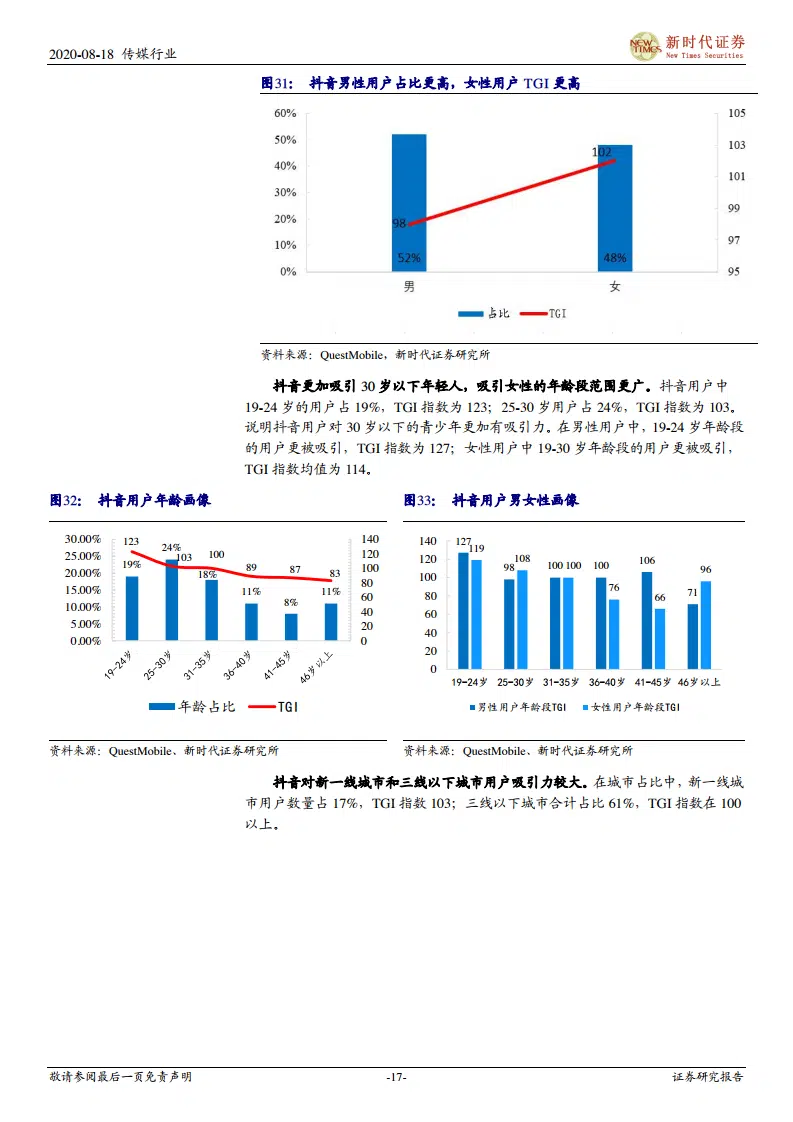 2020-08-18 传媒行业
NEW TIMES
新时代证券
New Times Securities
图31： 抖音男性用户占比更高，女性用户 TGI 更高
60%
50%
40%
30%
20%
10%
0%
105
103
101
99
97
95
98
102
52%
48%
男
女
占比
TGI
资料来源：QuestMobile，新时代证券研究所
抖音更加吸引 30 岁以下年轻人，吸引女性的年龄段范围更广。抖音用户中
19-24 岁的用户占 19%，TGI 指数为 123；25-30岁用户占 24%，TGI 指数为 103。
说明抖音用户对 30 岁以下的青少年更加有吸引力。在男性用户中，19-24 岁年龄段
的用户更被吸引，TGI 指数为 127；女性用户中 19-30 岁年龄段的用户更被吸引，
TGI 指数均值为 114。
图32： 抖音用户年龄画像
30.00%
25.00%
20.00%
15.00%
10.00%
5.00%
0.00%
140
120
100
80
60
40
20
0
123
103
100
89
87
83
19%
24%
18%
11%
8%
11%
19-24岁
25-30岁
31-35岁
36-40岁
41-45岁
46岁以上
年龄占比
TGI
资料来源：QuestMobile、新时代证券研究所
图33： 抖音用户男女性画像
140
120
100
80
60
40
20
0
127
119
98
108
100
100
100
76
106
66
71
96
19-24岁
25-30岁
31-35岁
36-40岁
41-45岁
46岁以上
男性用户年龄段TGI
女性用户年龄段TGI
资料来源：QuestMobile、新时代证券研究所
抖音对新一线城市和三线以下城市用户吸引力较大。在城市占比中，新一线城
市用户数量占 17%，TGI 指数 103；三线以下城市合计占比 61%，TGI 指数在 100
以上。
敬请参阅最后一页免责声明
-17-
证券研究报告